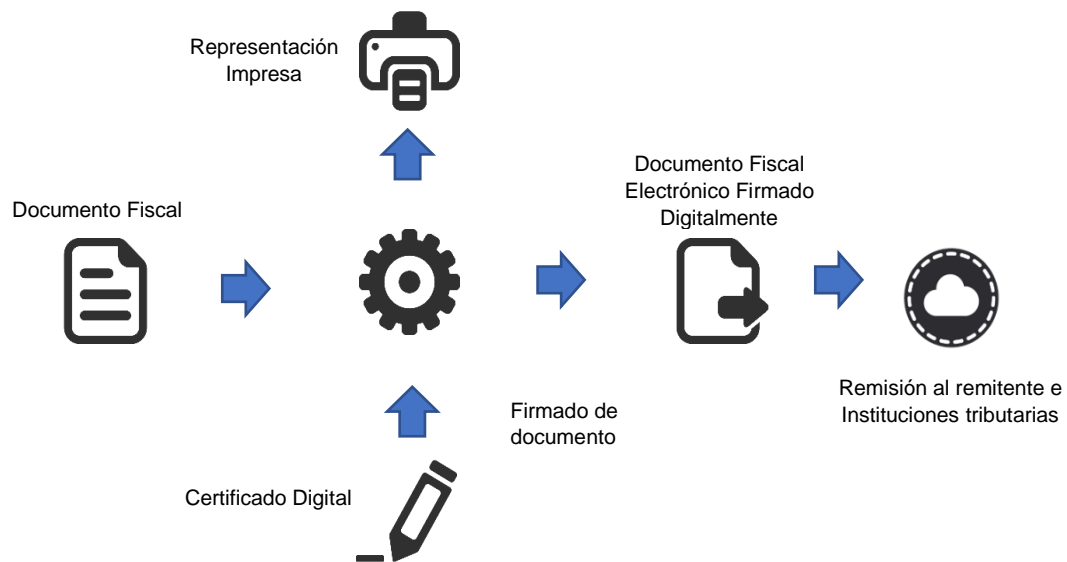 Representación
Impresa
Documento Fiscal
Electrónico Firmado
Digitalmente
Documento Fiscal
Remisión al remitente e
Instituciones tributarias
Firmado de
documento
Certificado Digital